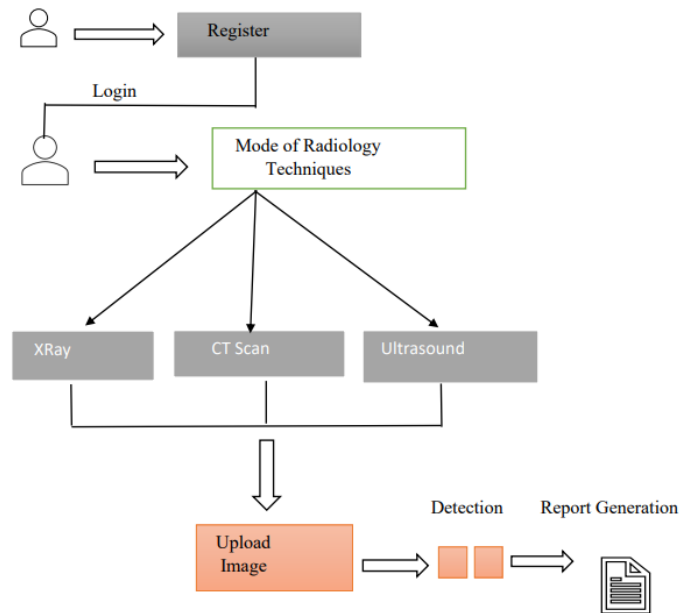 Register
Login
Mode of Radiology
Techniques
XRay
CT Scan
Ultrasound
Detection
Report Generation
Upload
Image